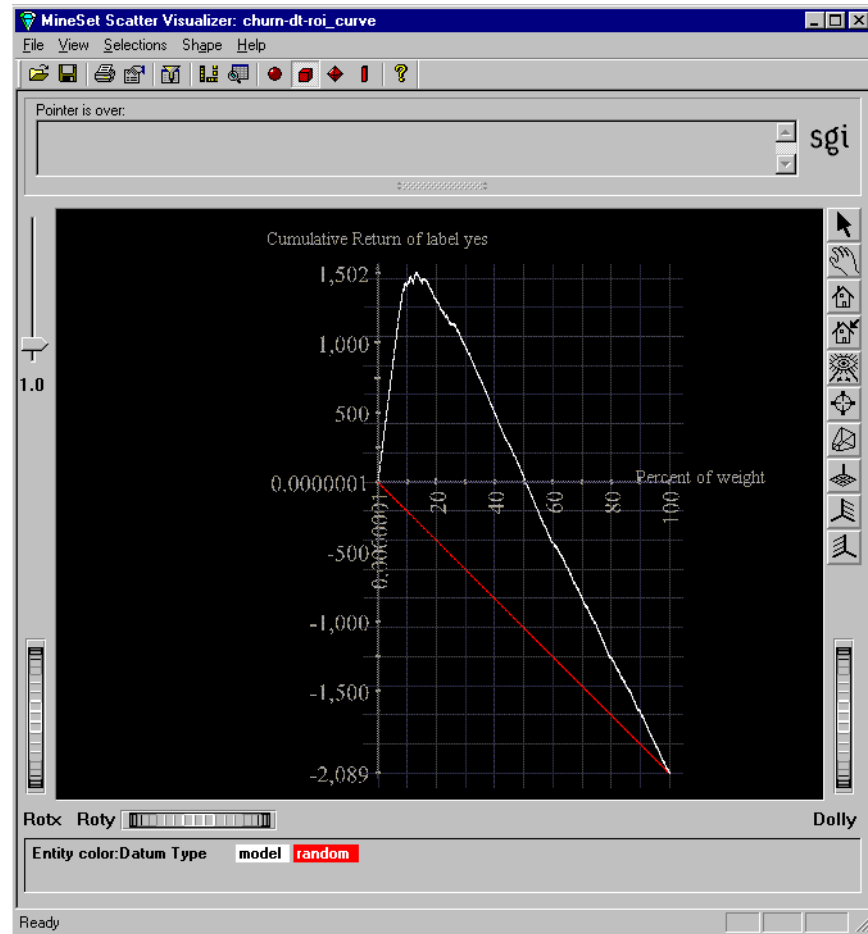 MineSet Scatter Visualizer: churn-dt-roi_curve
File View Selections Shape Help
Pointer is over:
sgi
Cumulative Return of label yes
1,502
1,000
500
0.0000001
Percent of weight
0.0000001 20 40 60 80 100
-500
-1,000
-1,500
-2,089
1.0
Rotx Roty
Dolly
Entity color:Datum Type model random
Ready